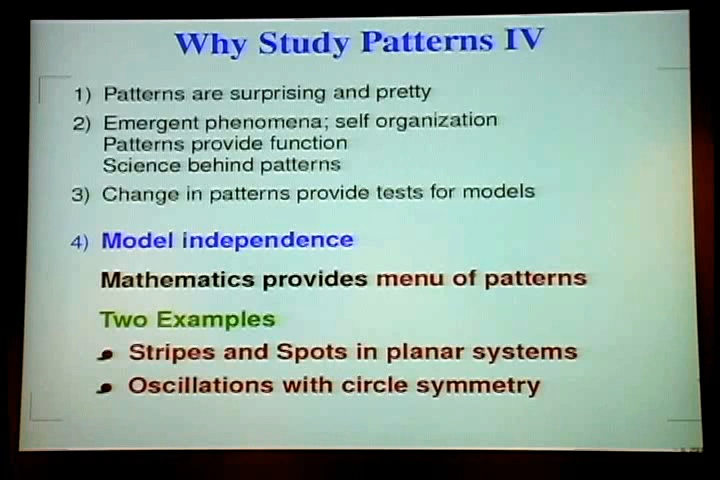 Why Study Patterns IV
1) Patterns are surprising and pretty
2) Emergent phenomena; self organization
Patterns provide function
Science behind patterns
3) Change in patterns provide tests for models
4) Model independence
Mathematics provides menu of patterns
Two Examples
Stripes and Spots in planar systems
Oscillations with circle symmetry